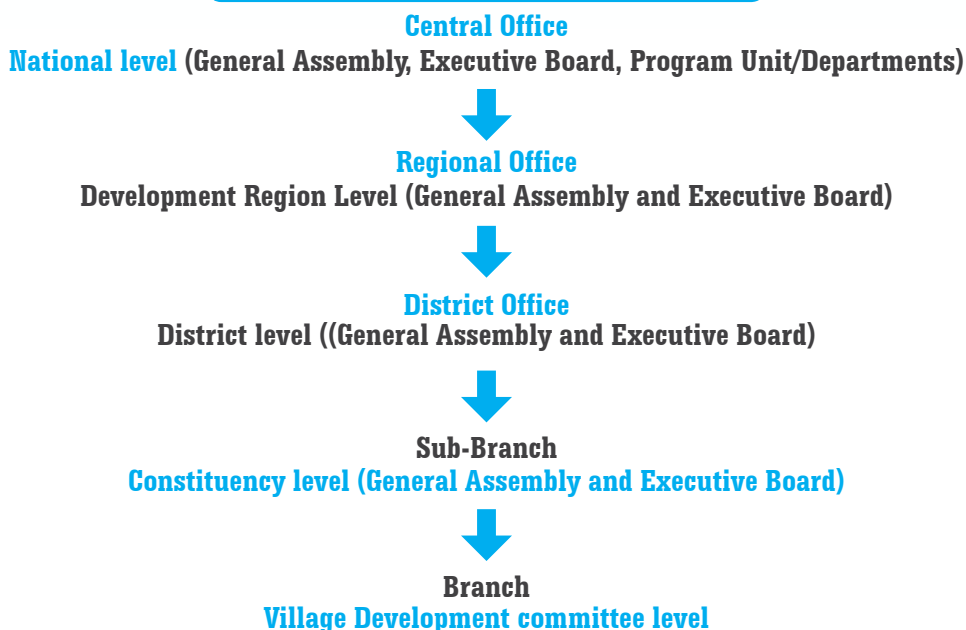 Central Office
National level (General Assembly, Executive Board, Program Unit/Departments)
Regional Office
Development Region Level (General Assembly and Executive Board)
District Office
District level ((General Assembly and Executive Board)
Sub-Branch
Constituency level (General Assembly and Executive Board)
Branch
Village Development committee level